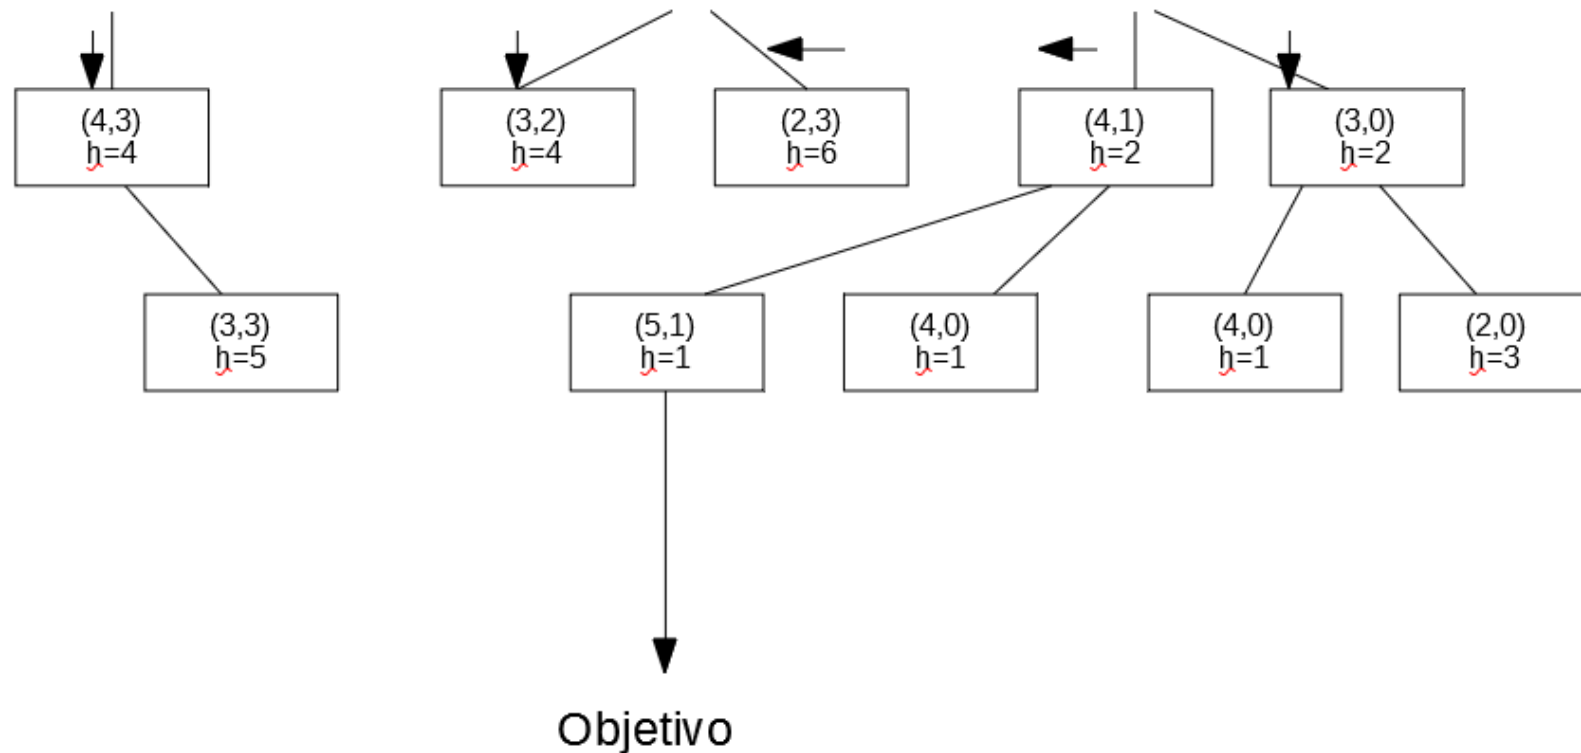 (4,3)
h=4
(3,2)
h=4
(2,3)
h=6
(4,1)
h=2
(3,0)
h=2
(3,3)
h=5
(5,1)
h=1
(4,0)
h=1
(4,0)
h=1
(2,0)
h=3
Objetivo